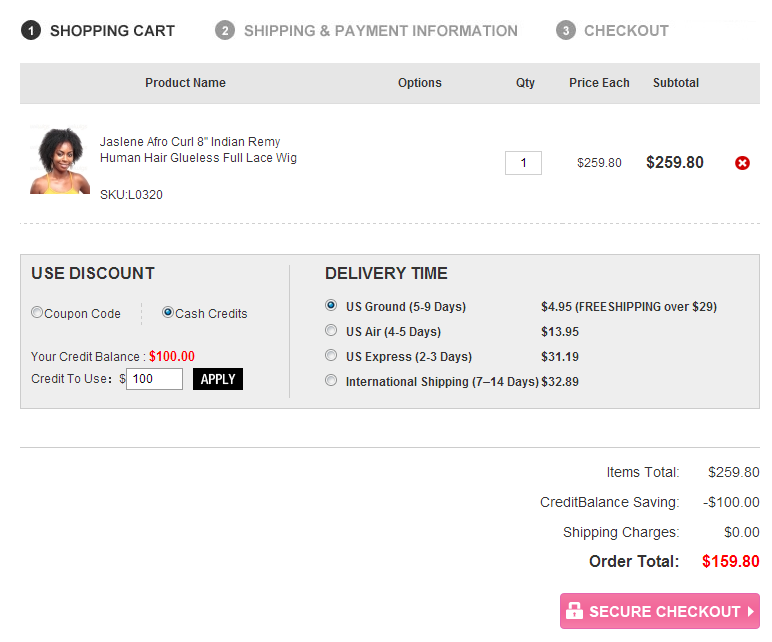 1 SHOPPING CART 2 SHIPPING & PAYMENT INFORMATION 3 CHECKOUT
Product Name Options Qty Price Each Subtotal
Jaslene Afro Curl 8" Indian Remy
Human Hair Glueless Full Lace Wig
1 $259.80 $259.80
SKU:L0320
USE DISCOUNT
Coupon Code Cash Credits
Your Credit Balance : $100.00
Credit To Use: $ 100 APPLY
DELIVERY TIME
US Ground (5-9 Days) $4.95 (FREESHIPPING over $29)
US Air (4-5 Days) $13.95
US Express (2-3 Days) $31.19
International Shipping (7–14 Days) $32.89
Items Total: $259.80
CreditBalance Saving: -$100.00
Shipping Charges: $0.00
Order Total: $159.80
SECURE CHECKOUT